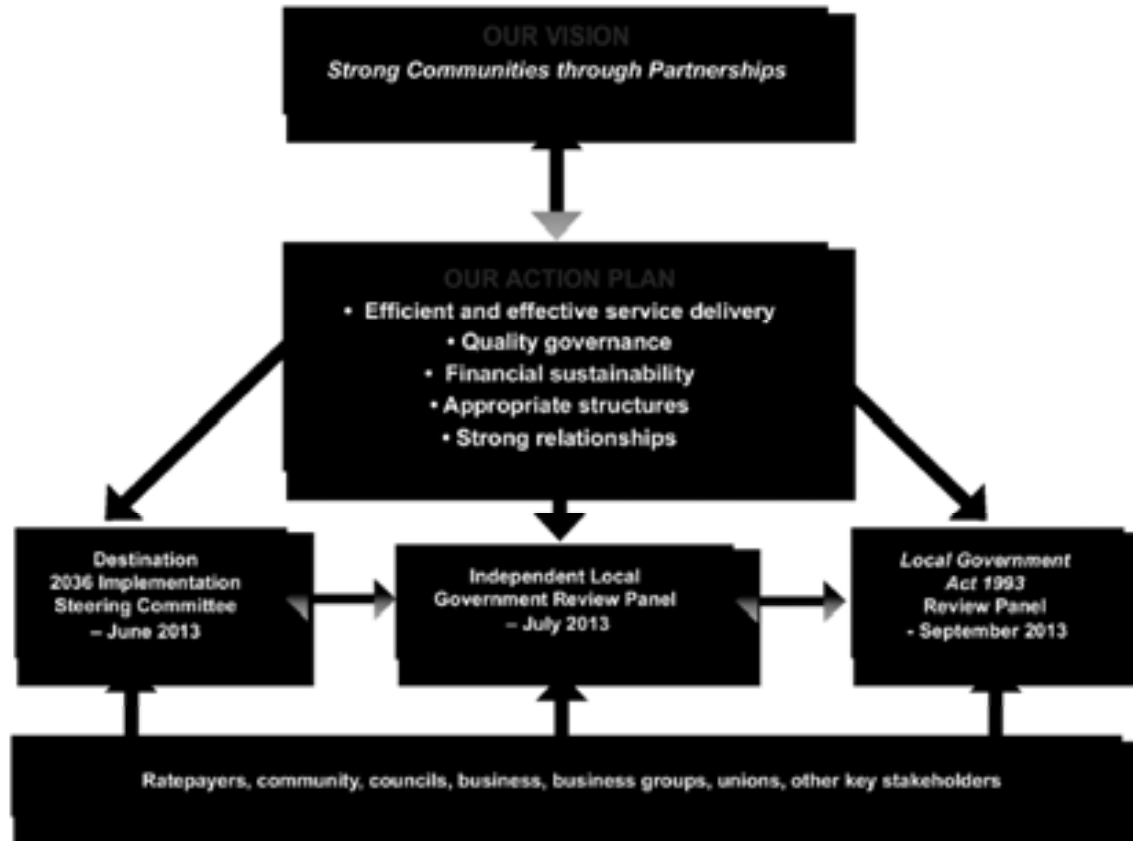 OUR VISION
Strong Communities through Partnerships
OUR ACTION PLAN
• Efficient and effective service delivery
• Quality governance
• Financial sustainability
• Appropriate structures
• Strong relationships
Destination
2036 Implementation
Steering Committee
– June 2013
Independent Local
Government Review Panel
– July 2013
Local Government
Act 1993
Review Panel
- September 2013
Ratepayers, community, councils, business, business groups, unions, other key stakeholders